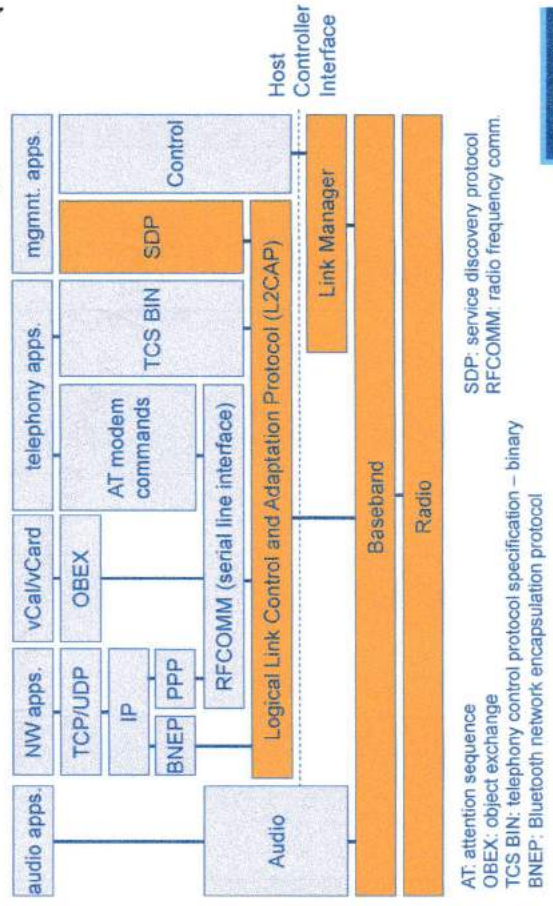 audio apps.
NW apps.
vCal/vCard
telephony apps.
mgmnt. apps.
TCP/UDP
OBEX
AT modem
commands
TCS BIN
SDP
Control
IP
BNEP
PPP
RFCOMM (serial line interface)
Audio
Logical Link Control and Adaptation Protocol (L2CAP)
Host
Controller
Interface
Link Manager
Baseband
Radio
AT: attention sequence
OBEX: object exchange
TCS BIN: telephony control protocol specification – binary
BNEP: Bluetooth network encapsulation protocol
SDP: service discovery protocol
RFCOMM: radio frequency comm.